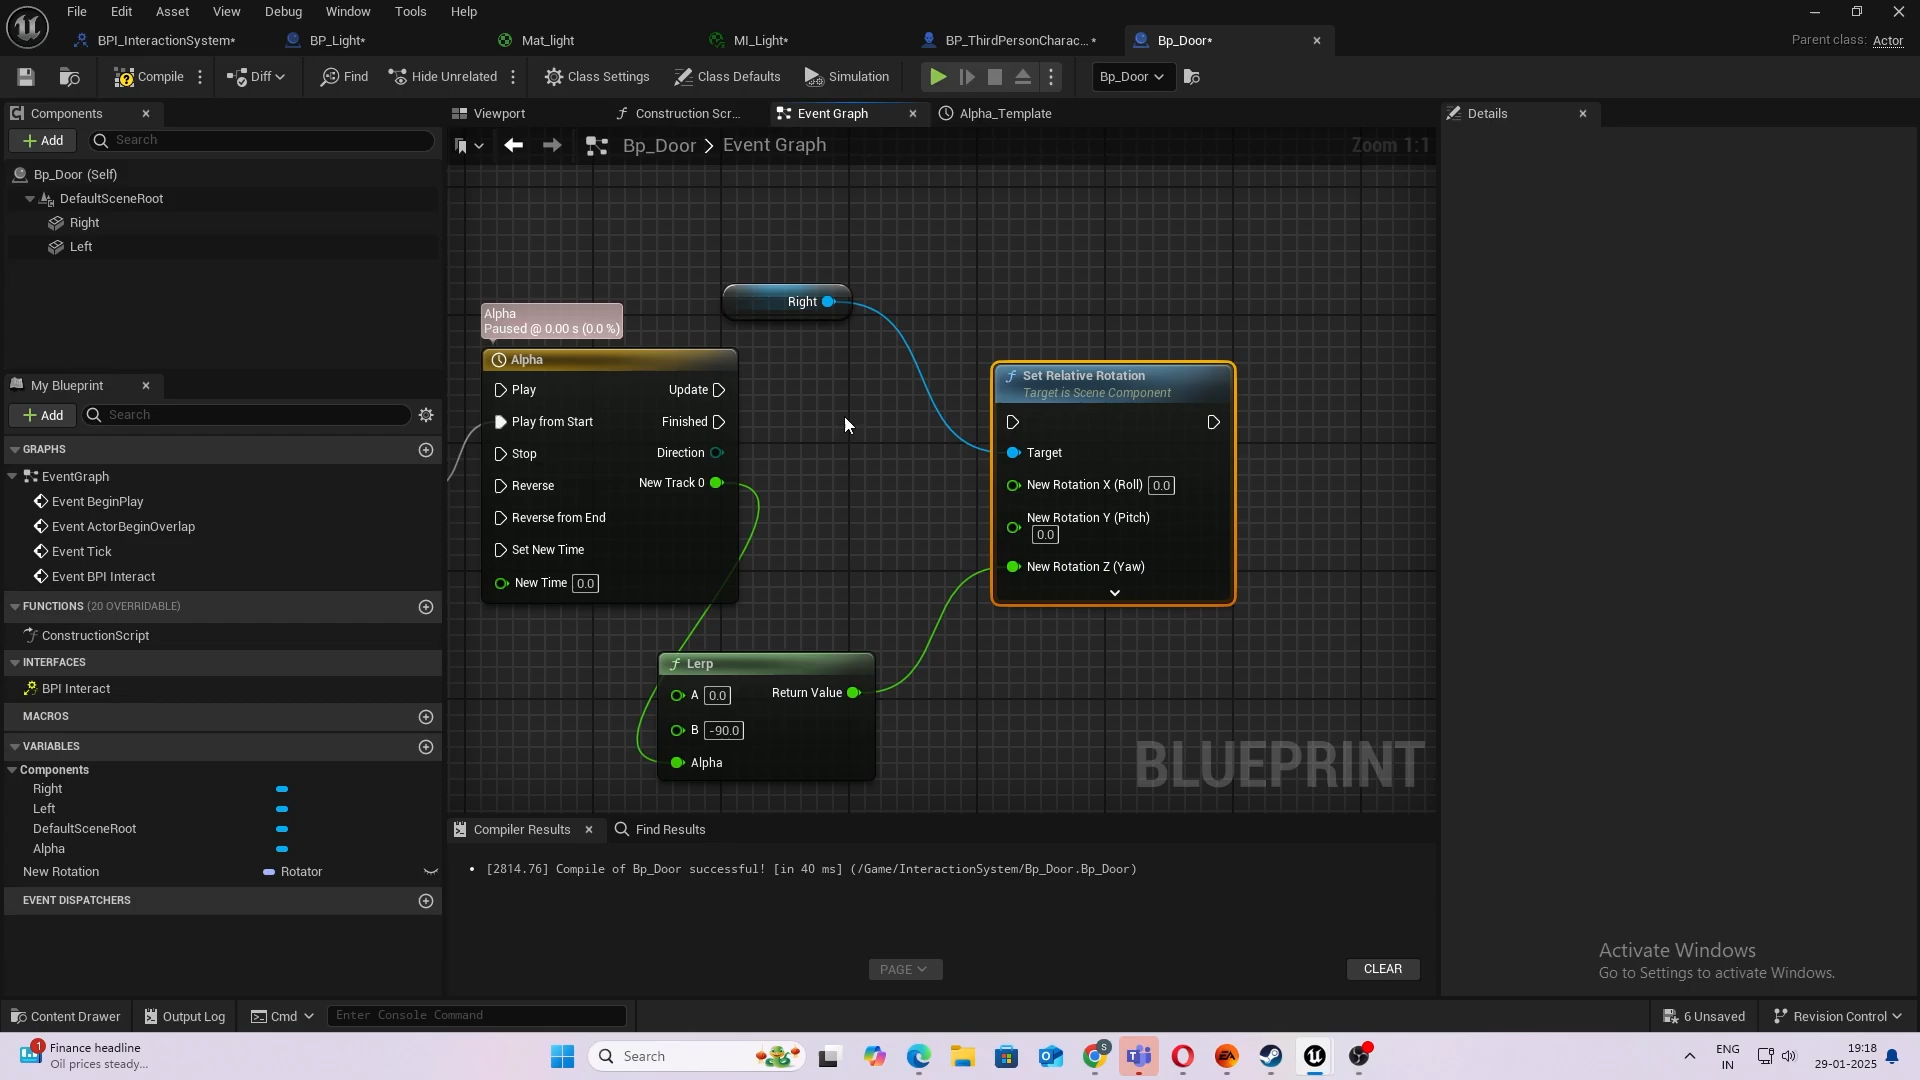 File Edit Asset View Debug Window Tools Help
BPI_InteractionSystem* BP_Light* Mat_light MI_Light* BP_ThirdPersonCharac...* Bp_Door* Parent class: Actor
Compile Diff Find Hide Unrelated Class Settings Class Defaults Simulation Bp_Door
Components Viewport Construction Scr... Event Graph Alpha_Template Details
Add Search
Bp_Door > Event Graph Zoom 1:1
Bp_Door (Self)
DefaultSceneRoot
Right
Left
My Blueprint
Add Search
GRAPHS
EventGraph
Event BeginPlay
Event ActorBeginOverlap
Event Tick
Event BPI Interact
FUNCTIONS (20 OVERRIDABLE)
ConstructionScript
INTERFACES
BPI Interact
MACROS
VARIABLES
Components
Right
Left
DefaultSceneRoot
Alpha
New Rotation Rotator
EVENT DISPATCHERS
Right
Alpha
Paused @ 0.00 s (0.0 %)
Alpha
Play Update
Play from Start Finished
Stop Direction
Reverse New Track 0
Reverse from End
Set New Time
New Time 0.0
Set Relative Rotation
Target is Scene Component
Target
New Rotation X (Roll) 0.0
New Rotation Y (Pitch)
0.0
New Rotation Z (Yaw)
Lerp
A 0.0 Return Value
B -90.0
Alpha
BLUEPRINT
Compiler Results Find Results
[2814.76] Compile of Bp_Door successful! [in 40 ms] (/Game/InteractionSystem/Bp_Door.Bp_Door)
PAGE CLEAR
Activate Windows
Go to Settings to activate Windows.
Content Drawer Output Log Cmd Enter Console Command 6 Unsaved Revision Control
1 Finance headline
Oil prices steady...
Search
S
EA
ENG
IN
19:18
29-01-2025